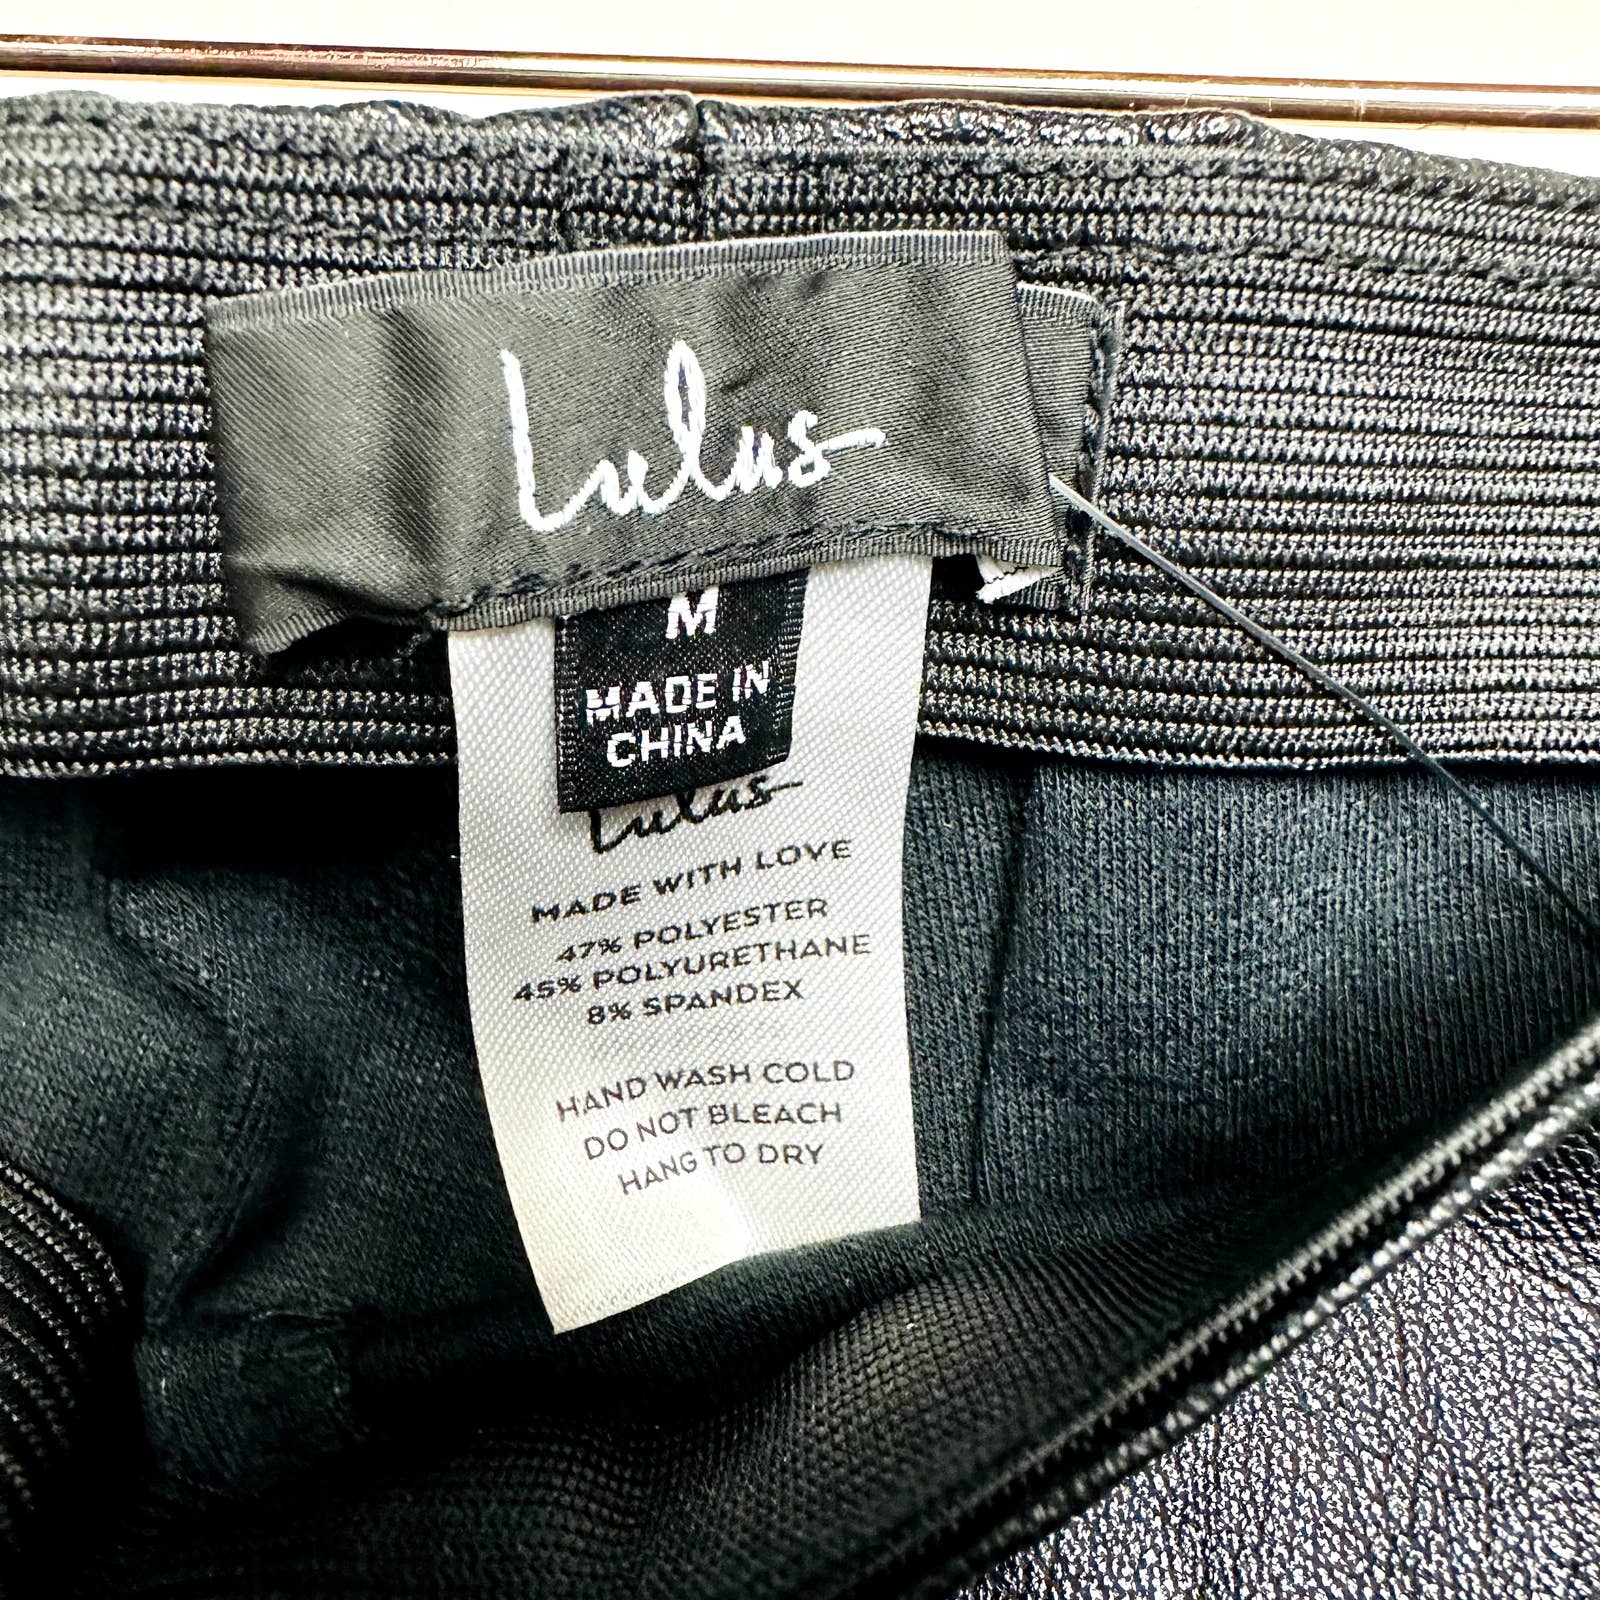 Lulus
M
MADE IN
CHINA
Lulus
MADE WITH LOVE
47% POLYESTER
45% POLYURETHANE
8% SPANDEX
HAND WASH COLD
DO NOT BLEACH
HANG TO DRY